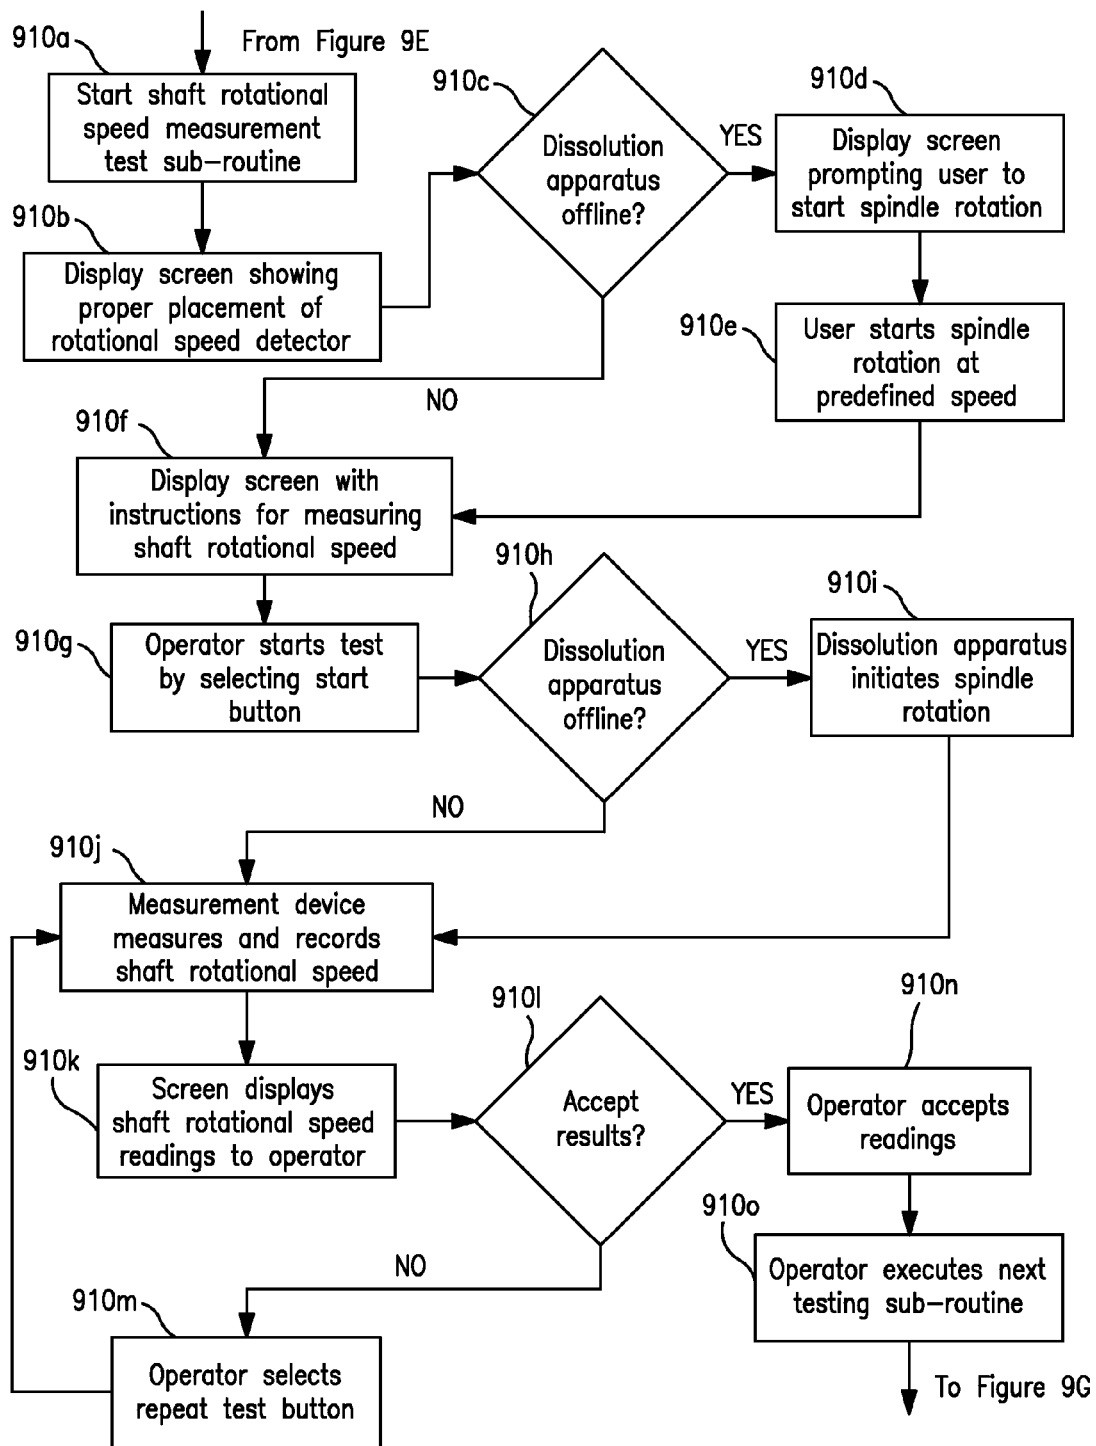 910a
From Figure 9E
Start shaft rotational
speed measurement
test sub-routine
910b
Display screen showing
proper placement of
rotational speed detector
910c
Dissolution
apparatus
offline?
YES
NO
910d
Display screen
prompting user to
start spindle rotation
910e
User starts spindle
rotation at
predefined speed
910f
Display screen with
instructions for measuring
shaft rotational speed
910g
Operator starts test
by selecting start
button
910h
Dissolution
apparatus
offline?
YES
NO
910i
Dissolution apparatus
initiates spindle
rotation
910j
Measurement device
measures and records
shaft rotational speed
910k
Screen displays
shaft rotational speed
readings to operator
910l
Accept
results?
YES
NO
910m
Operator selects
repeat test button
910n
Operator accepts
readings
910o
Operator executes next
testing sub-routine
To Figure 9G